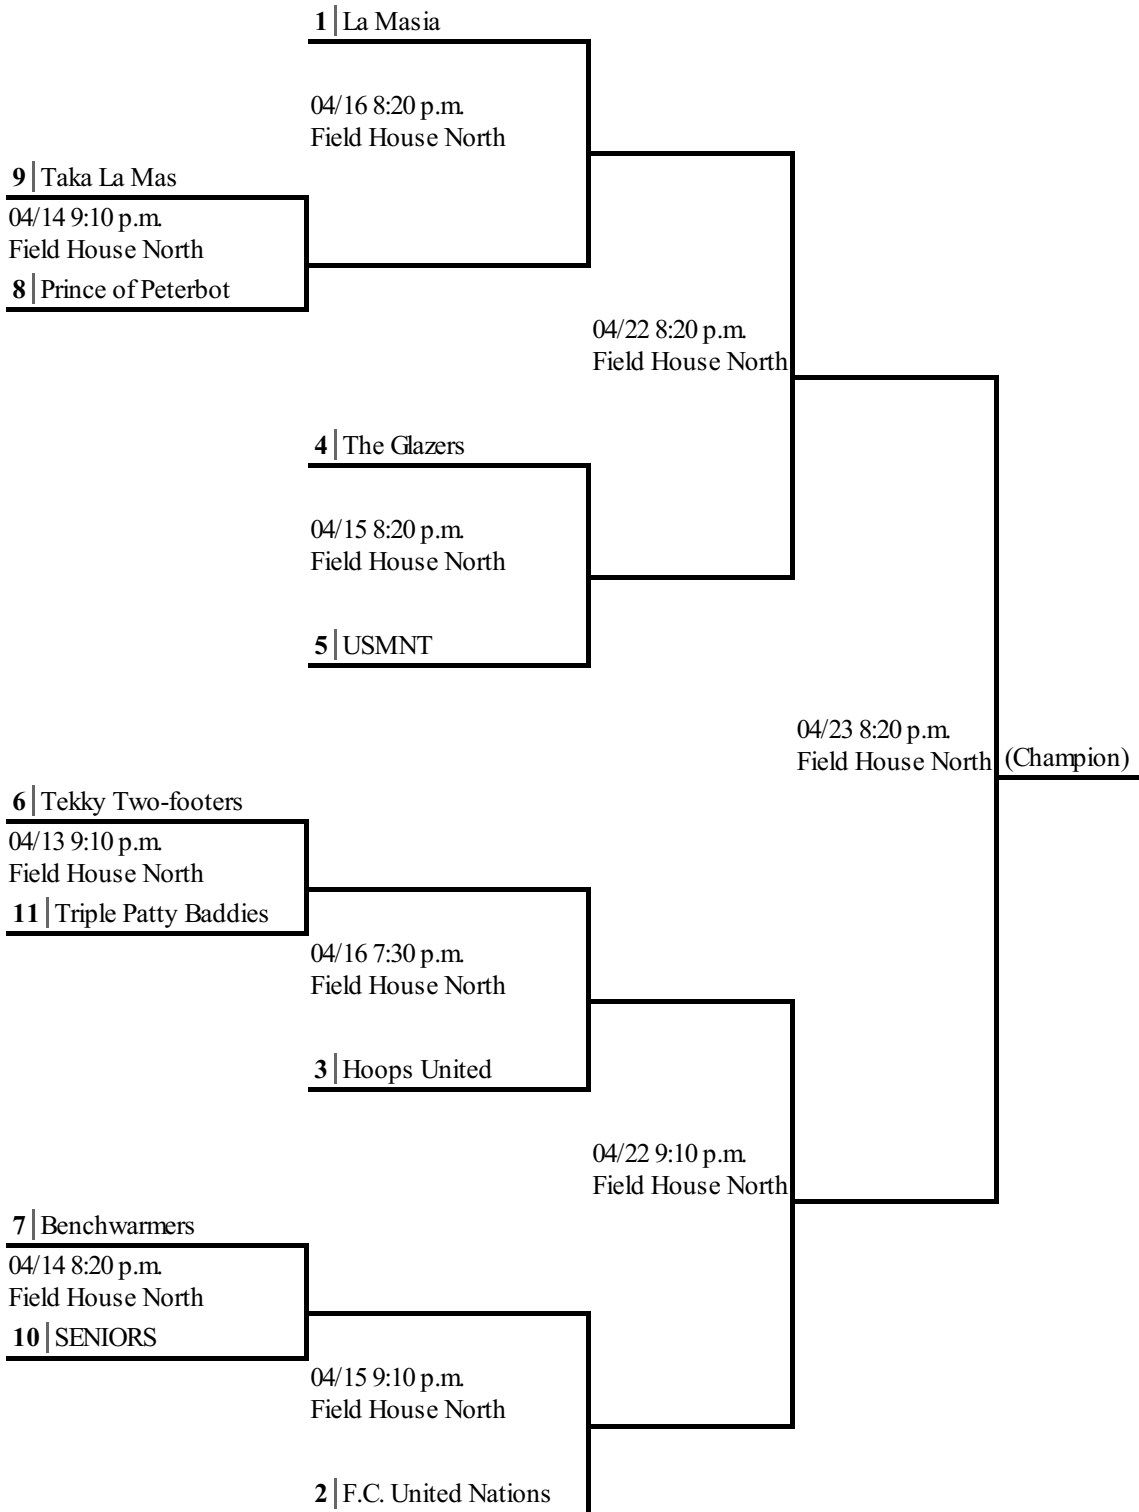 1 La Masia
04/16 8:20 p.m.
Field House North
9 Taka La Mas
04/14 9:10 p.m.
Field House North
8 Prince of Peterbot
04/22 8:20 p.m.
Field House North
4 The Glazers
04/15 8:20 p.m.
Field House North
5 USMNT
04/23 8:20 p.m.
Field House North
(Champion)
6 Tekky Two-footers
04/13 9:10 p.m.
Field House North
11 Triple Patty Baddies
04/16 7:30 p.m.
Field House North
3 Hoops United
04/22 9:10 p.m.
Field House North
7 Benchwarmers
04/14 8:20 p.m.
Field House North
10 SENIORS
04/15 9:10 p.m.
Field House North
2 F.C. United Nations